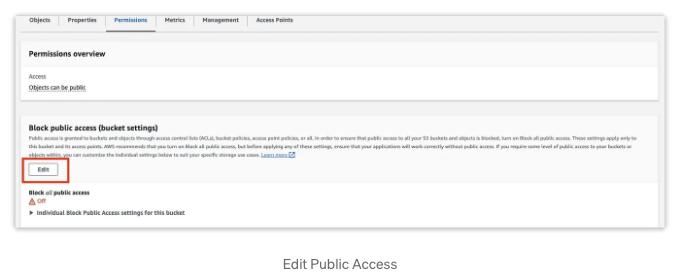 Objects Properties Permissions Metrics Management Access Points
Permissions overview
Access
Objects can be public
Block public access (bucket settings)
Public access is granted to buckets and objects through access control lists (ACLs), bucket policies, access point policies, or all. In order to ensure that public access to all your S3 buckets and objects is blocked, turn on Block all public access. These settings apply only to
this bucket and its access points. AWS recommends that you turn on Block all public access, but before applying any of these settings, ensure that your applications will work correctly without public access. If you require some level of public access to your buckets or
objects within, you can customize the individual settings below to suit your specific storage use cases. Learn more
Edit
Block all public access
Off
Individual Block Public Access settings for this bucket
Edit Public Access